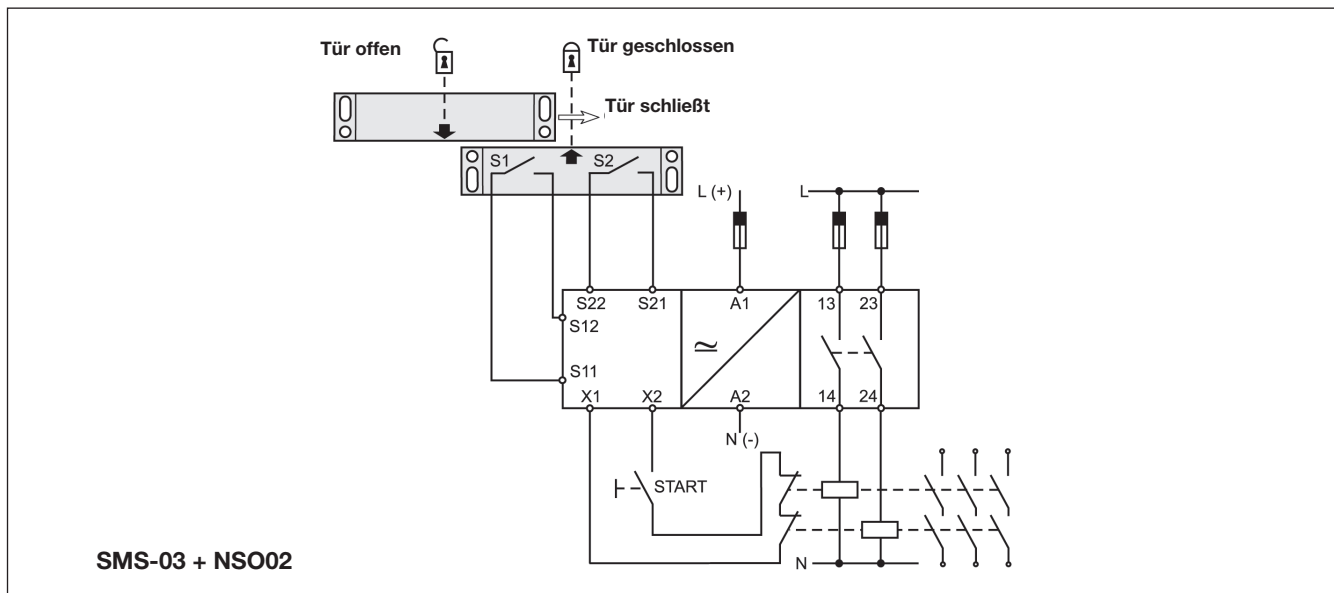 Tür offen
Tür geschlossen
Tür schließt
S1 S2
L (+) L
S22 S21 A1 13 23
S12
≃
S11
X1 X2 A2 14 24
N (-)
START
SMS-03 + NSO02
N